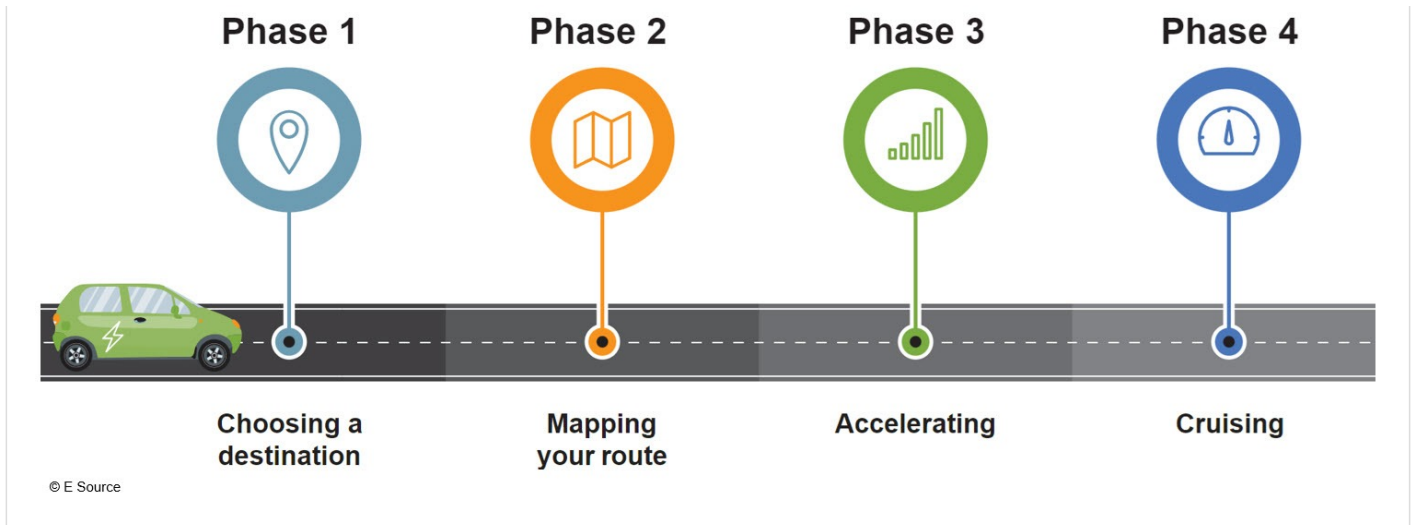 Phase 1
Phase 2
Phase 3
Phase 4
Choosing a
destination
Mapping
your route
Accelerating
Cruising
© E Source